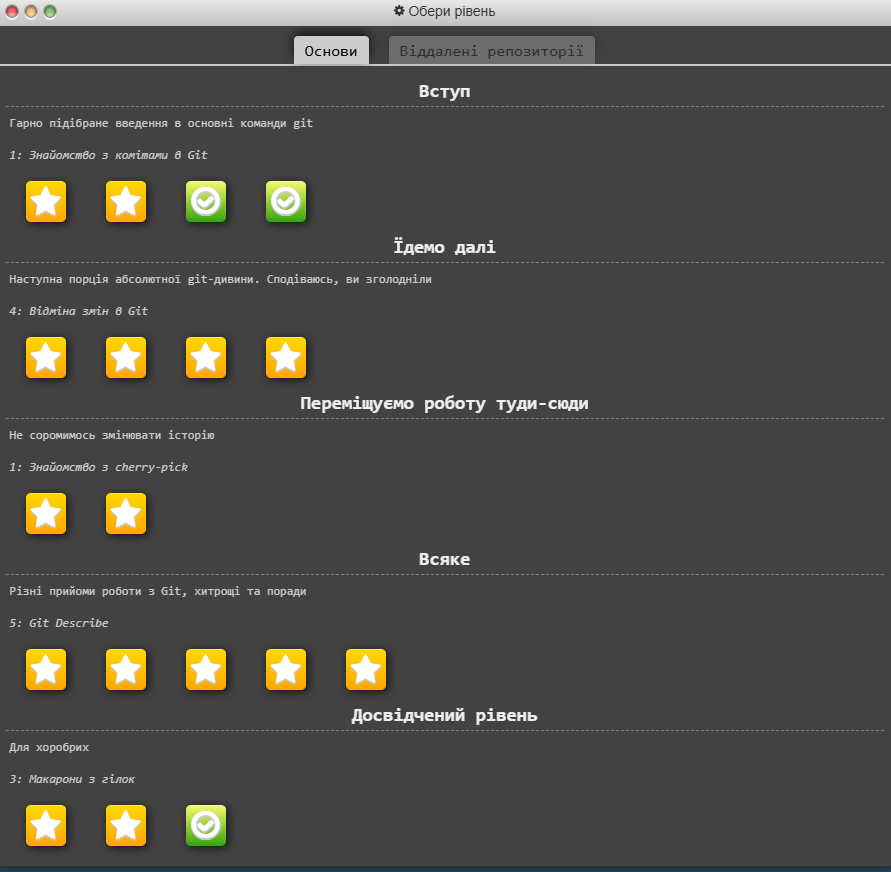 Обери рівень
Основи
Віддалені репозиторії
Вступ
Гарно підібране введення в основні команди git
1: Знайомство з комітами в Git
Їдемо далі
Наступна порція абсолютної git-дивини. Сподіваюсь, ви зголодніли
4: Відміна змін в Git
Переміщуємо роботу туди-сюди
Не соромимось змінювати історію
1: Знайомство з cherry-pick
Всяке
Різні прийоми роботи з Git, хитрощі та поради
5: Git Describe
Досвідчений рівень
Для хоробрих
3: Макарони з гілок